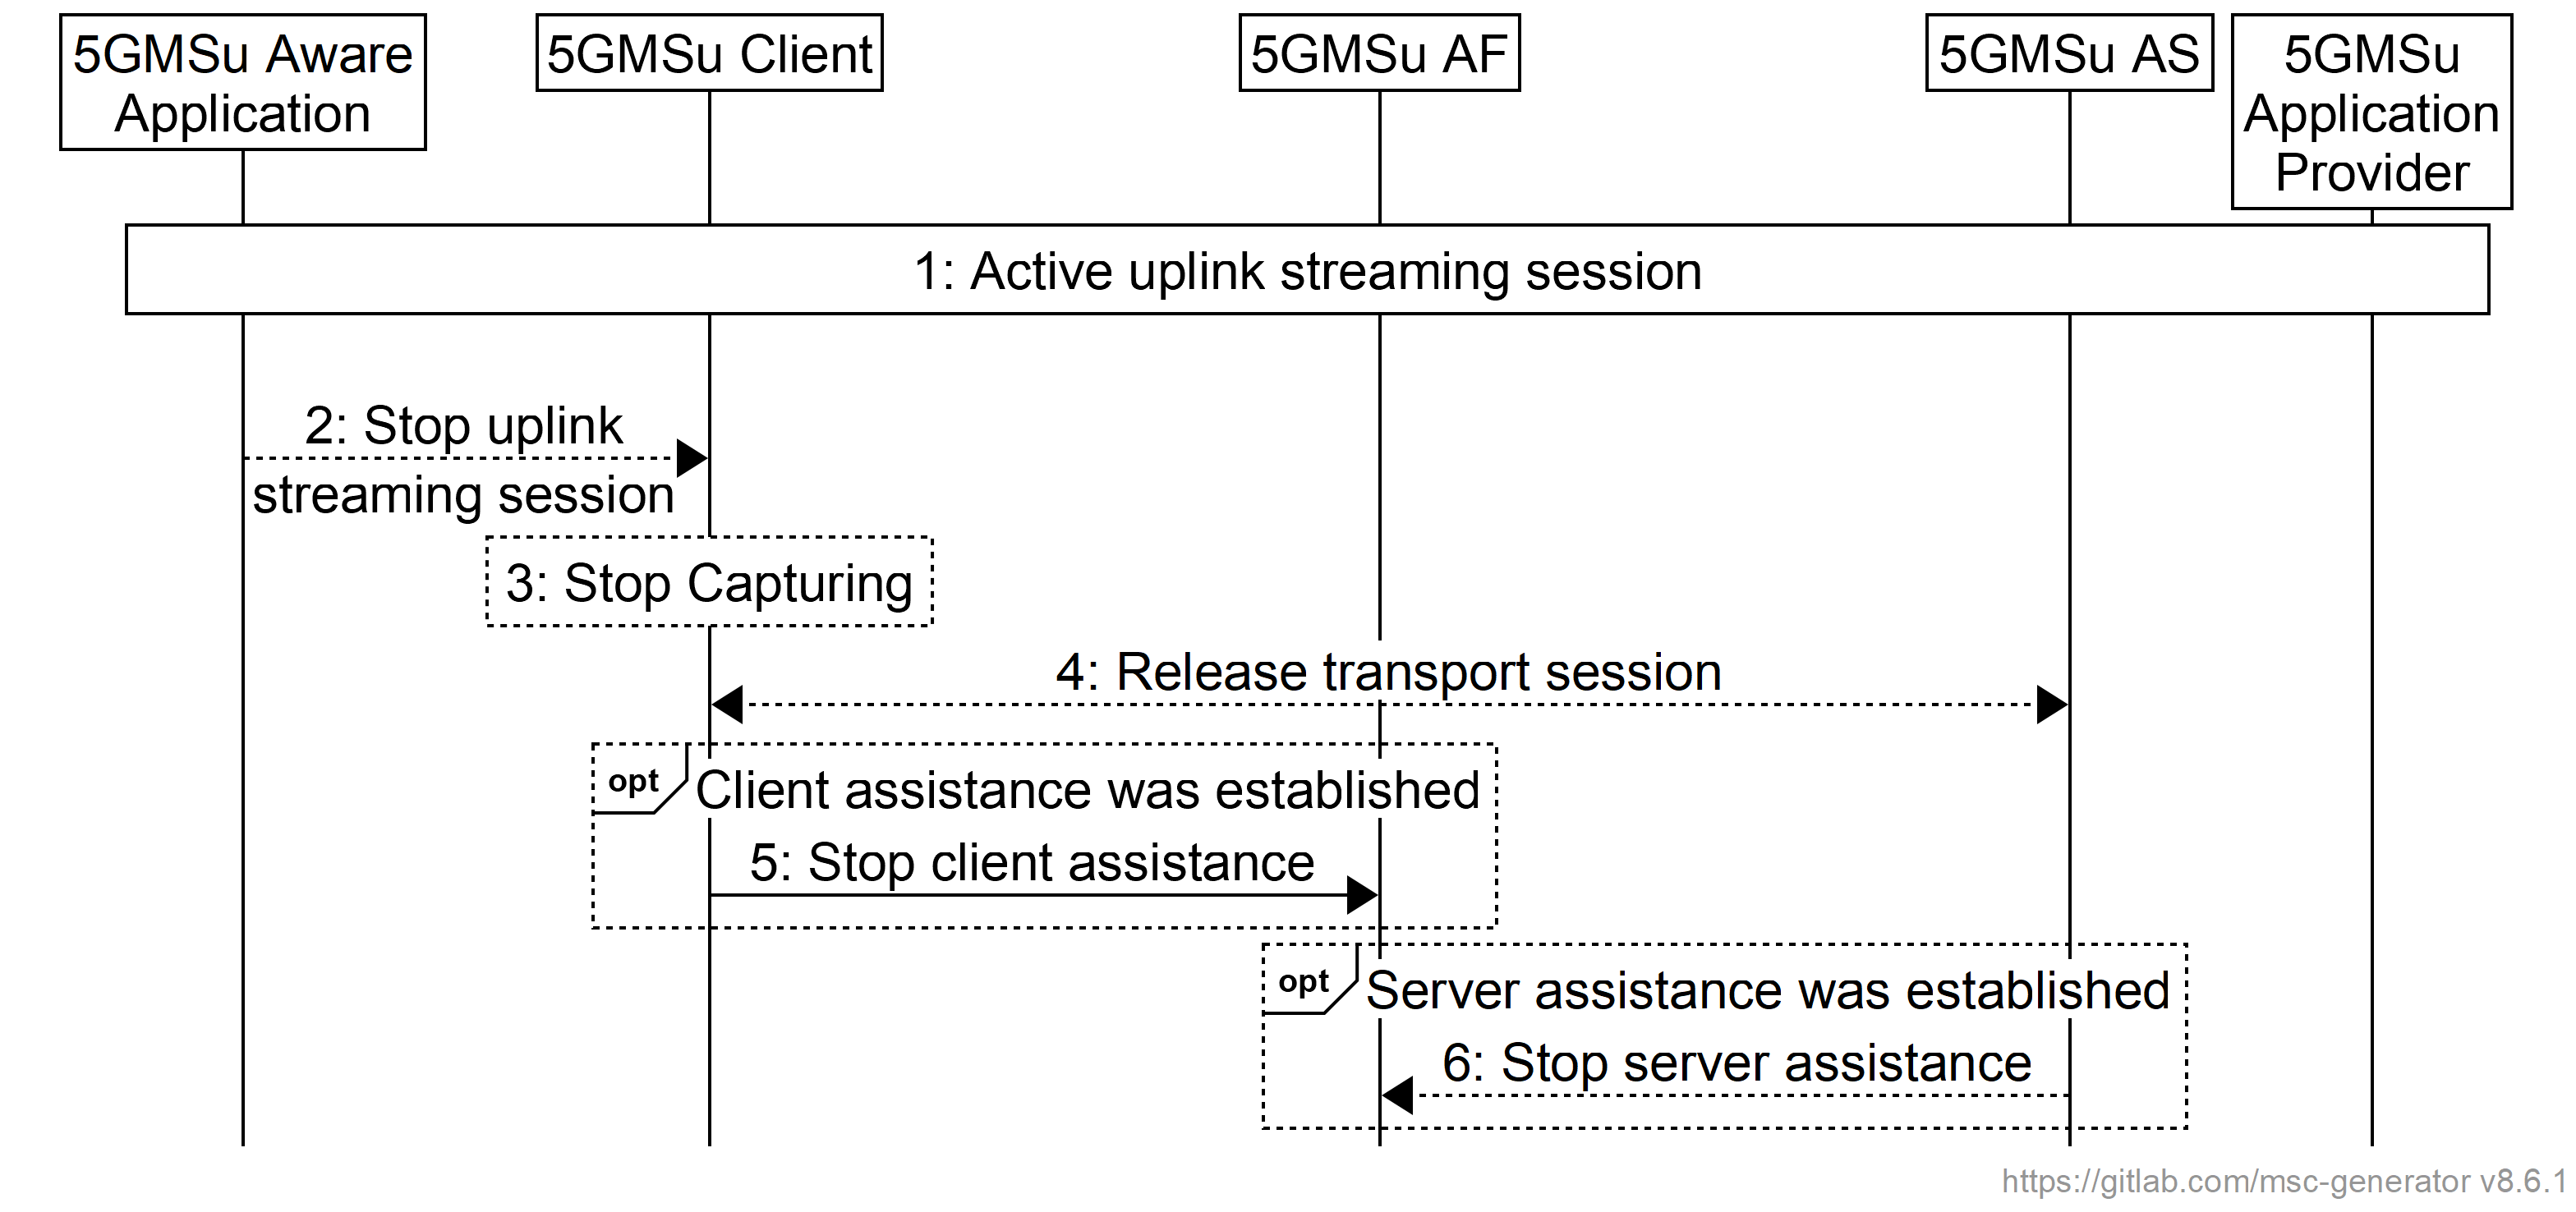 5GMSu Aware
Application
5GMSu Client
5GMSu AF
5GMSu AS
5GMSu
Application
Provider
1: Active uplink streaming session
2: Stop uplink
streaming session
3: Stop Capturing
4: Release transport session
opt
Client assistance was established
5: Stop client assistance
opt
Server assistance was established
6: Stop server assistance
https://gitlab.com/msc-generator v8.6.1